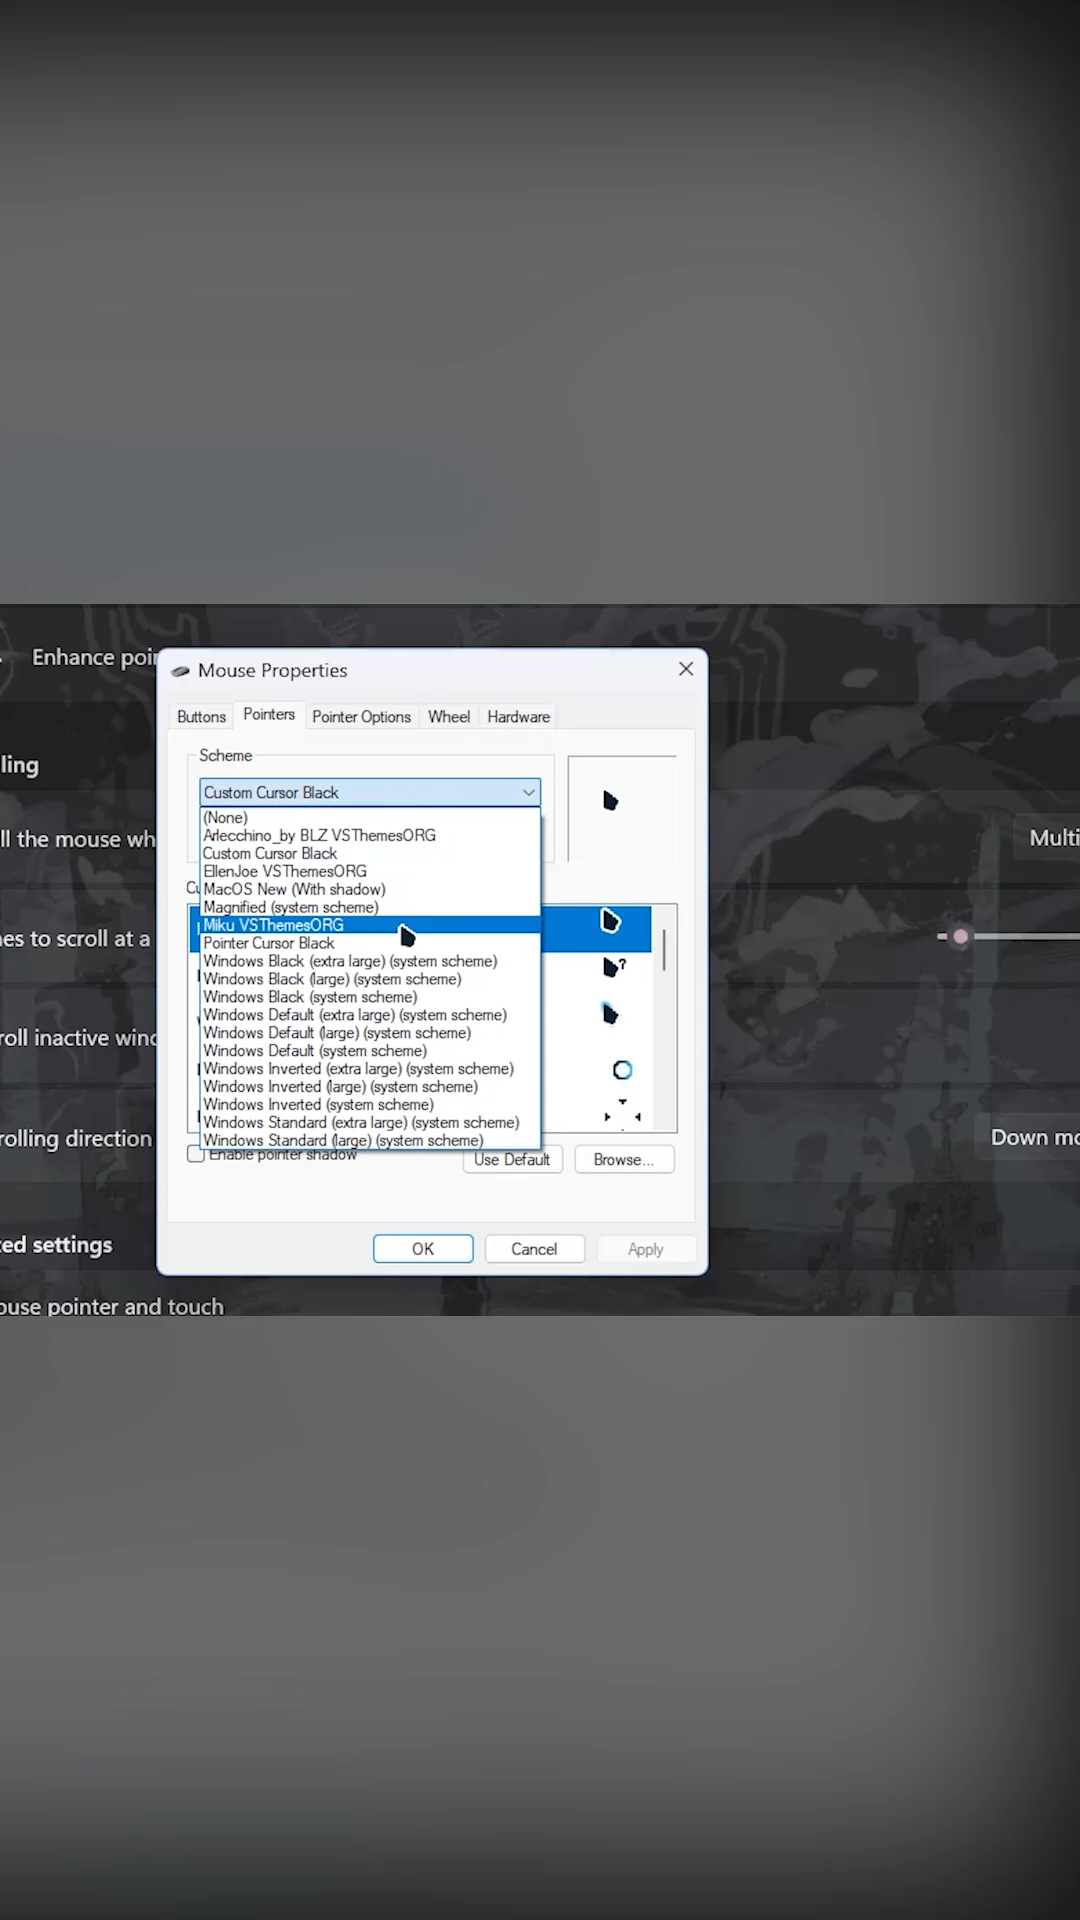 Enhance poi
Mouse Properties
Buttons
Pointers
Pointer Options
Wheel
Hardware
ling
Scheme
Custom Cursor Black
(None)
Arlecchino_by BLZ VSThemesORG
Custom Cursor Black
EllenJoe VSThemesORG
MacOS New (With shadow)
Magnified (system scheme)
Miku VSThemesORG
Pointer Cursor Black
Windows Black (extra large) (system scheme)
Windows Black (large) (system scheme)
Windows Black (system scheme)
Windows Default (extra large) (system scheme)
Windows Default (large) (system scheme)
Windows Default (system scheme)
Windows Inverted (extra large) (system scheme)
Windows Inverted (large) (system scheme)
Windows Inverted (system scheme)
Windows Standard (extra large) (system scheme)
Windows Standard (large) (system scheme)
Cu
?
ll the mouse wh
Multi
es to scroll at a
roll inactive wind
rolling direction
Down mo
Enable pointer shadow
Use Default
Browse...
OK
Cancel
Apply
ted settings
ouse pointer and touch